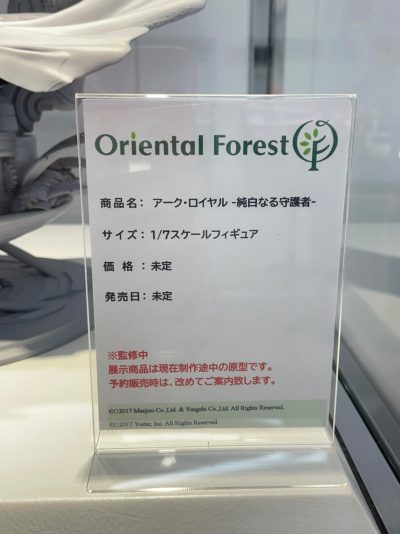 Oriental Forest
商品名： アーク・ロイヤル -純白なる守護者-
サイズ： 1/7スケールフィギュア
価 格 ： 未定
発売日： 未定
※監修中
展示商品は現在制作途中の原型です。
予約販売時は、改めてご案内致します。
©2017 Manjuu Co.,Ltd. & Yongshi Co.,Ltd. All Rights Reserved.
©2017 Yostar, Inc. All Rights Reserved.